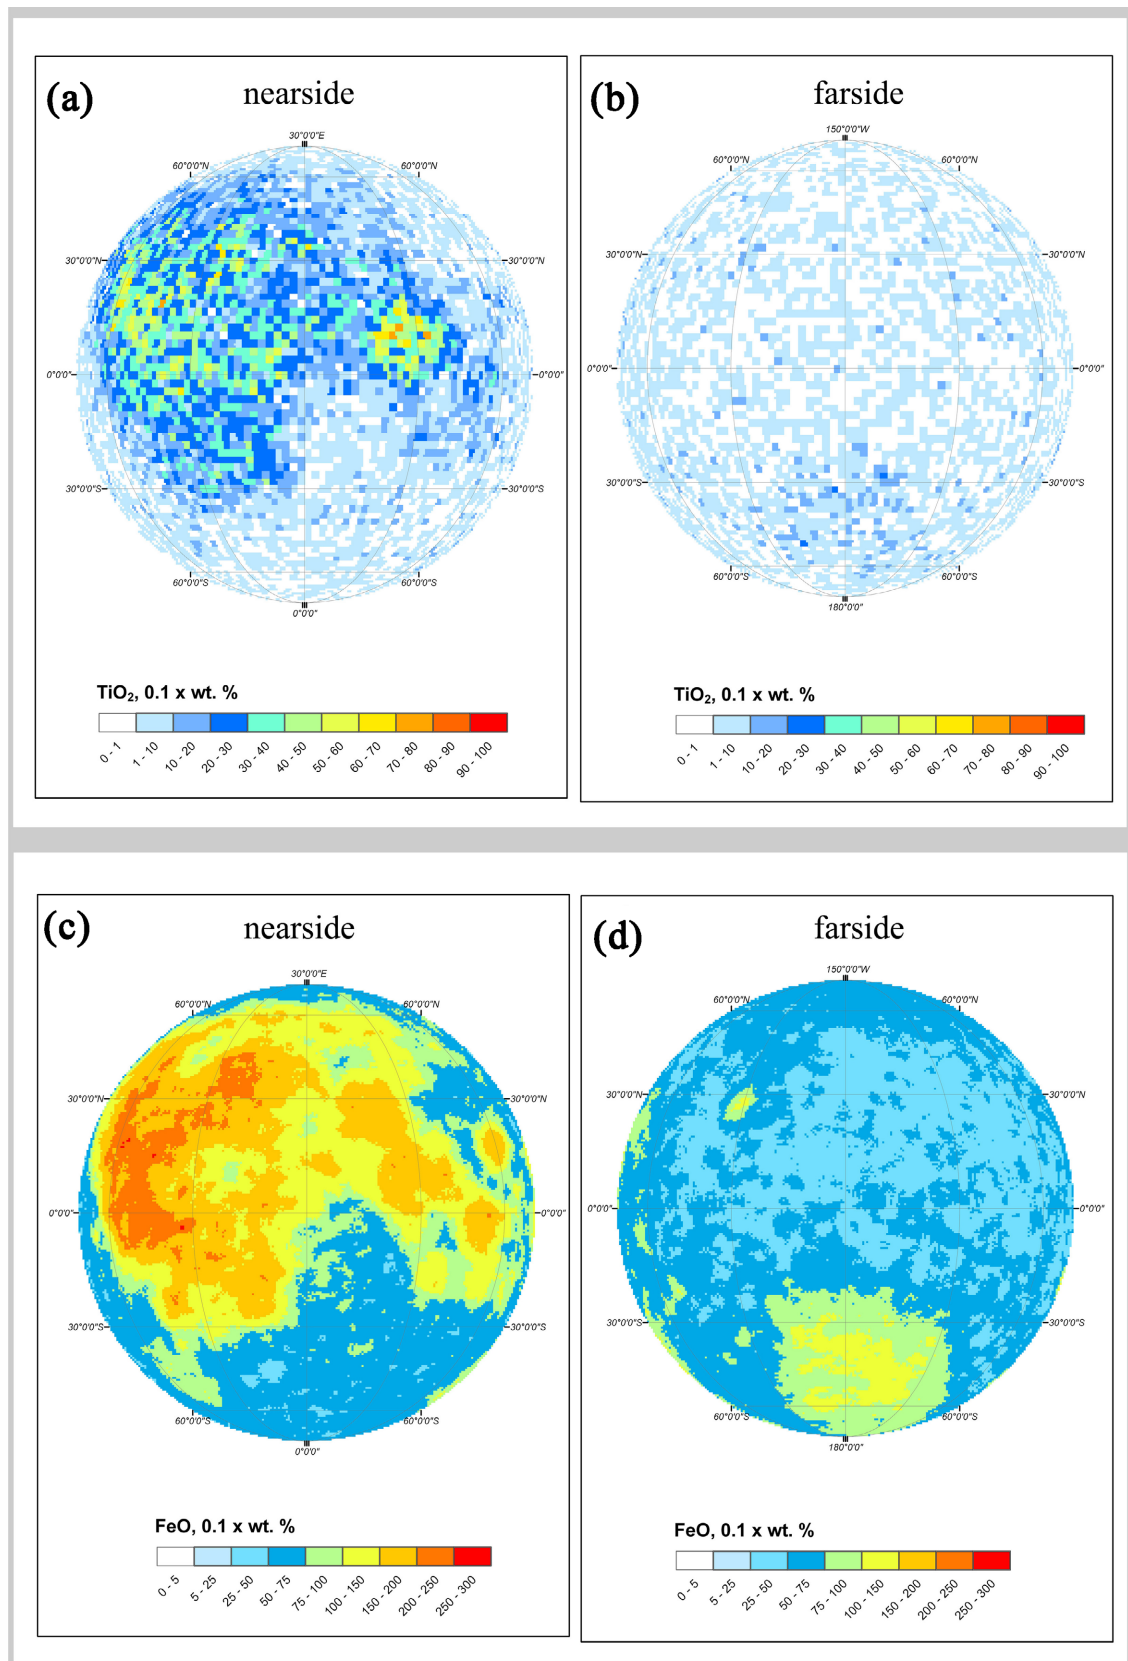 (a) nearside
30°0'0"E
60°0'0"N 60°0'0"N
30°0'0"N 30°0'0"N
0°0'0" 0°0'0"
30°0'0"S 30°0'0"S
60°0'0"S 60°0'0"S
0°0'0"
TiO₂, 0.1 x wt. %
0 - 1 1 - 10 10 - 20 20 - 30 30 - 40 40 - 50 50 - 60 60 - 70 70 - 80 80 - 90 90 - 100
(b) farside
150°0'0"W
60°0'0"N 60°0'0"N
30°0'0"N 30°0'0"N
0°0'0" 0°0'0"
30°0'0"S 30°0'0"S
60°0'0"S 60°0'0"S
180°0'0"
TiO₂, 0.1 x wt. %
0 - 1 1 - 10 10 - 20 20 - 30 30 - 40 40 - 50 50 - 60 60 - 70 70 - 80 80 - 90 90 - 100
(c) nearside
30°0'0"E
60°0'0"N 60°0'0"N
30°0'0"N 30°0'0"N
0°0'0" 0°0'0"
30°0'0"S 30°0'0"S
60°0'0"S 60°0'0"S
0°0'0"
FeO, 0.1 x wt. %
0 - 5 5 - 25 25 - 50 50 - 75 75 - 100 100 - 150 150 - 200 200 - 250 250 - 300
(d) farside
150°0'0"W
60°0'0"N 60°0'0"N
30°0'0"N 30°0'0"N
0°0'0" 0°0'0"
30°0'0"S 30°0'0"S
60°0'0"S 60°0'0"S
180°0'0"
FeO, 0.1 x wt. %
0 - 5 5 - 25 25 - 50 50 - 75 75 - 100 100 - 150 150 - 200 200 - 250 250 - 300